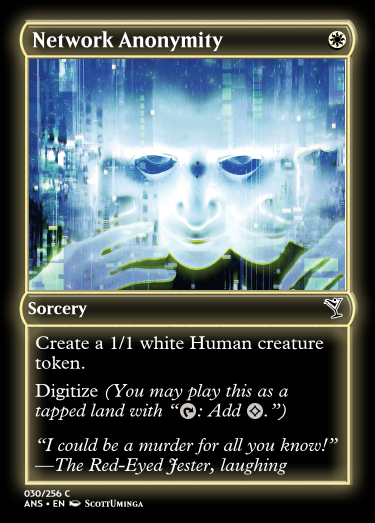 Network Anonymity
Sorcery
Create a 1/1 white Human creature
token.
Digitize (You may play this as a
tapped land with “: Add .”)
“I could be a murder for all you know!”
—The Red-Eyed Jester, laughing
030/256 C
ANS • EN ScottUminga